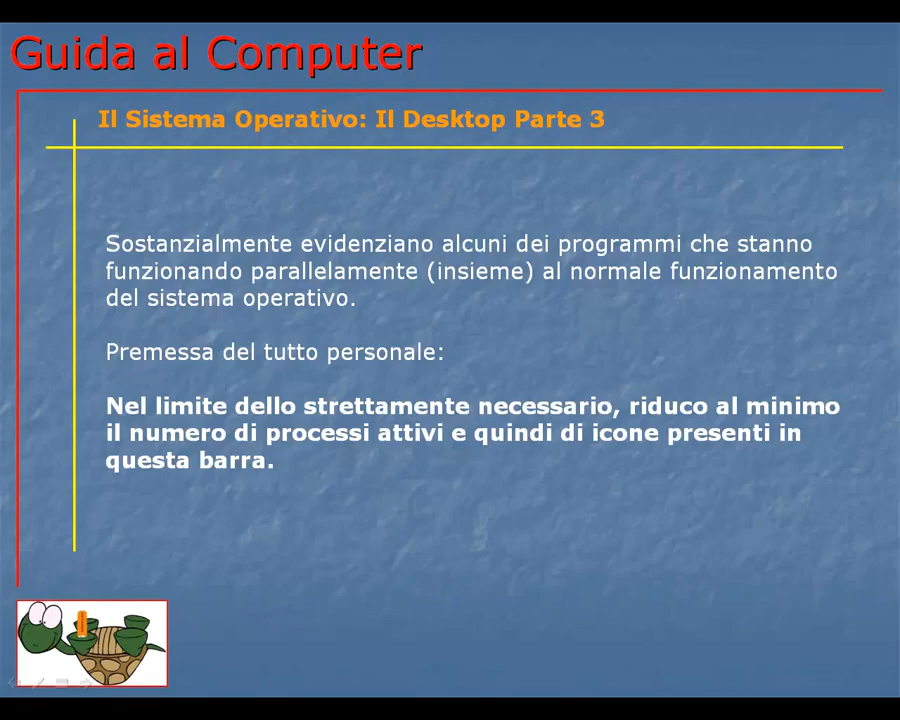 Guida al Computer
Il Sistema Operativo: Il Desktop Parte 3
Sostanzialmente evidenziano alcuni dei programmi che stanno
funzionando parallelamente (insieme) al normale funzionamento
del sistema operativo.
Premessa del tutto personale:
Nel limite dello strettamente necessario, riduco al minimo
il numero di processi attivi e quindi di icone presenti in
questa barra.